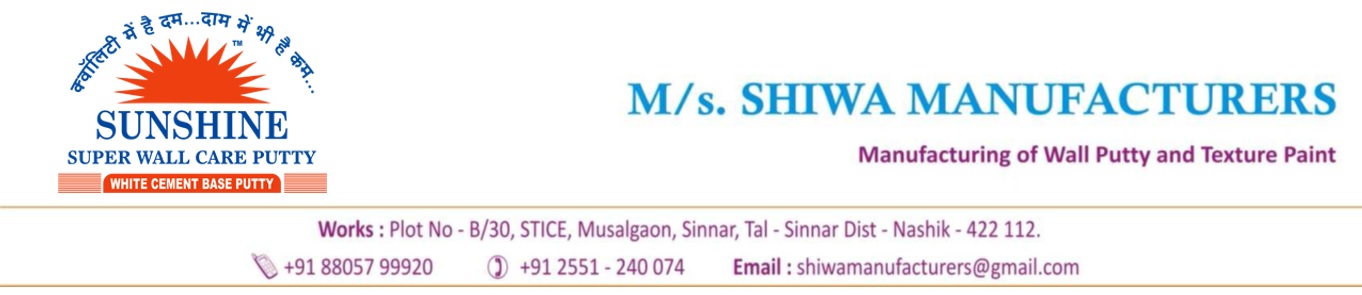 क्वॉलिटी में है दम...दाम में भी है कम...
TM
SUNSHINE
SUPER WALL CARE PUTTY
WHITE CEMENT BASE PUTTY
M/s. SHIWA MANUFACTURERS
Manufacturing of Wall Putty and Texture Paint
Works : Plot No - B/30, STICE, Musalgaon, Sinnar, Tal - Sinnar Dist - Nashik - 422 112.
+91 88057 99920 +91 2551 - 240 074 Email : shiwamanufacturers@gmail.com